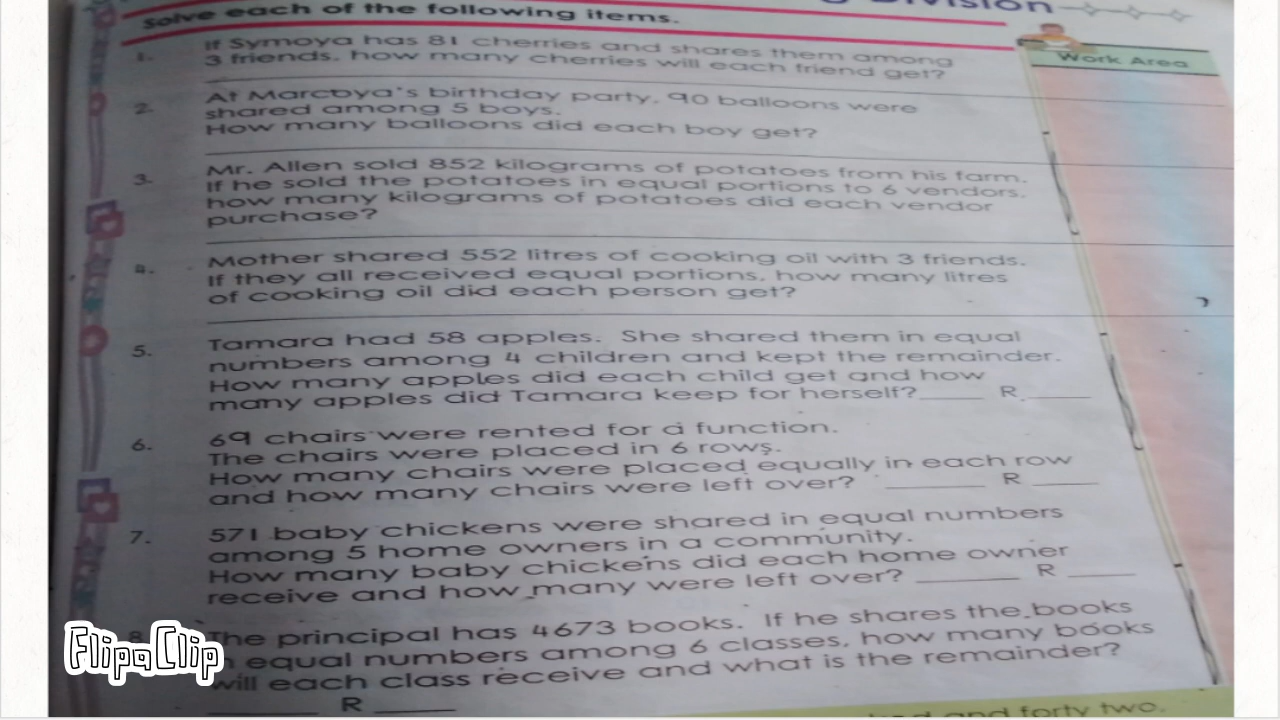 Division
Solve each of the following items.
Work Area
1. If Symoya has 81 cherries and shares them among
3 friends, how many cherries will each friend get?
2. At Marcoya's birthday party, 90 balloons were
shared among 5 boys.
How many balloons did each boy get?
3. Mr. Allen sold 852 kilograms of potatoes from his farm.
If he sold the potatoes in equal portions to 6 vendors,
how many kilograms of potatoes did each vendor
purchase?
4. Mother shared 552 litres of cooking oil with 3 friends.
If they all received equal portions, how many litres
of cooking oil did each person get?
5. Tamara had 58 apples. She shared them in equal
numbers among 4 children and kept the remainder.
How many apples did each child get and how
many apples did Tamara keep for herself? _____ R _____
6. 69 chairs were rented for a function.
The chairs were placed in 6 rows.
How many chairs were placed equally in each row
and how many chairs were left over? _____ R _____
7. 571 baby chickens were shared in equal numbers
among 5 home owners in a community.
How many baby chickens did each home owner
receive and how many were left over? _____ R _____
8. The principal has 4673 books. If he shares the books
equal numbers among 6 classes, how many books
will each class receive and what is the remainder?
_____ R _____
and forty two.
FlipaClip